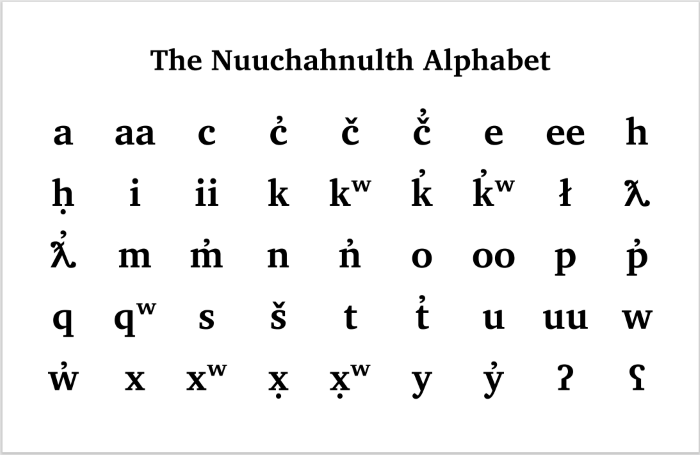 The Nuuchahnulth Alphabet
a aa c c̓ č č̓ e ee h
ḥ i ii k kʷ k̓ k̓ʷ ł ƛ
ƛ̓ m m̓ n n̓ o oo p p̓
q qʷ s š t t̓ u uu w
w̓ x xʷ x̣ x̣ʷ y y̓ ʔ ʕ